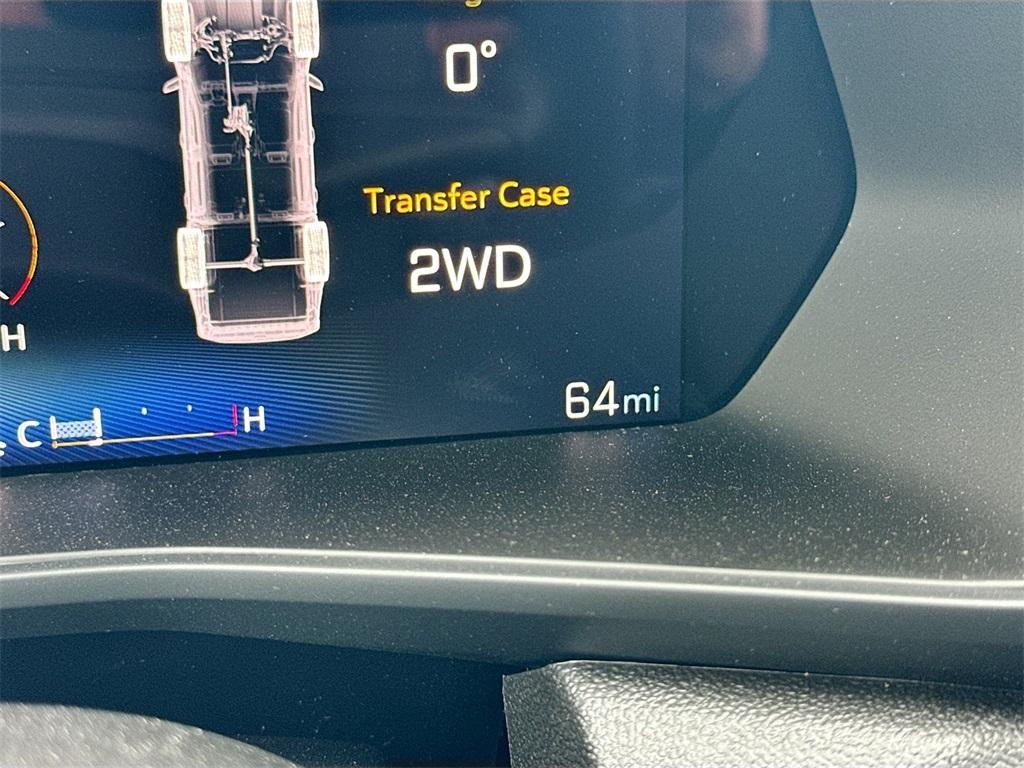 0°
Transfer Case
2WD
H
64mi
C H